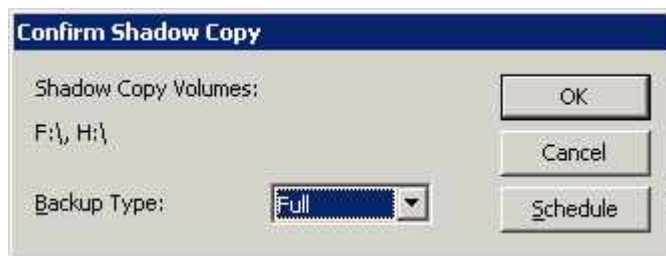 Confirm Shadow Copy
Shadow Copy Volumes:
OK
F:\, H:\
Cancel
Backup Type:
Full
Schedule